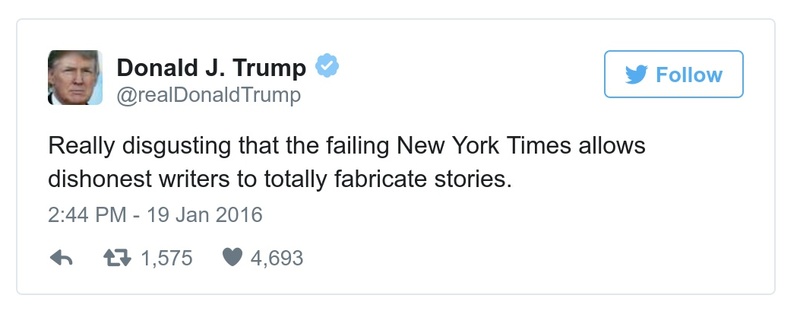 Donald J. Trump
@realDonaldTrump
Follow
Really disgusting that the failing New York Times allows
dishonest writers to totally fabricate stories.
2:44 PM - 19 Jan 2016
1,575 4,693